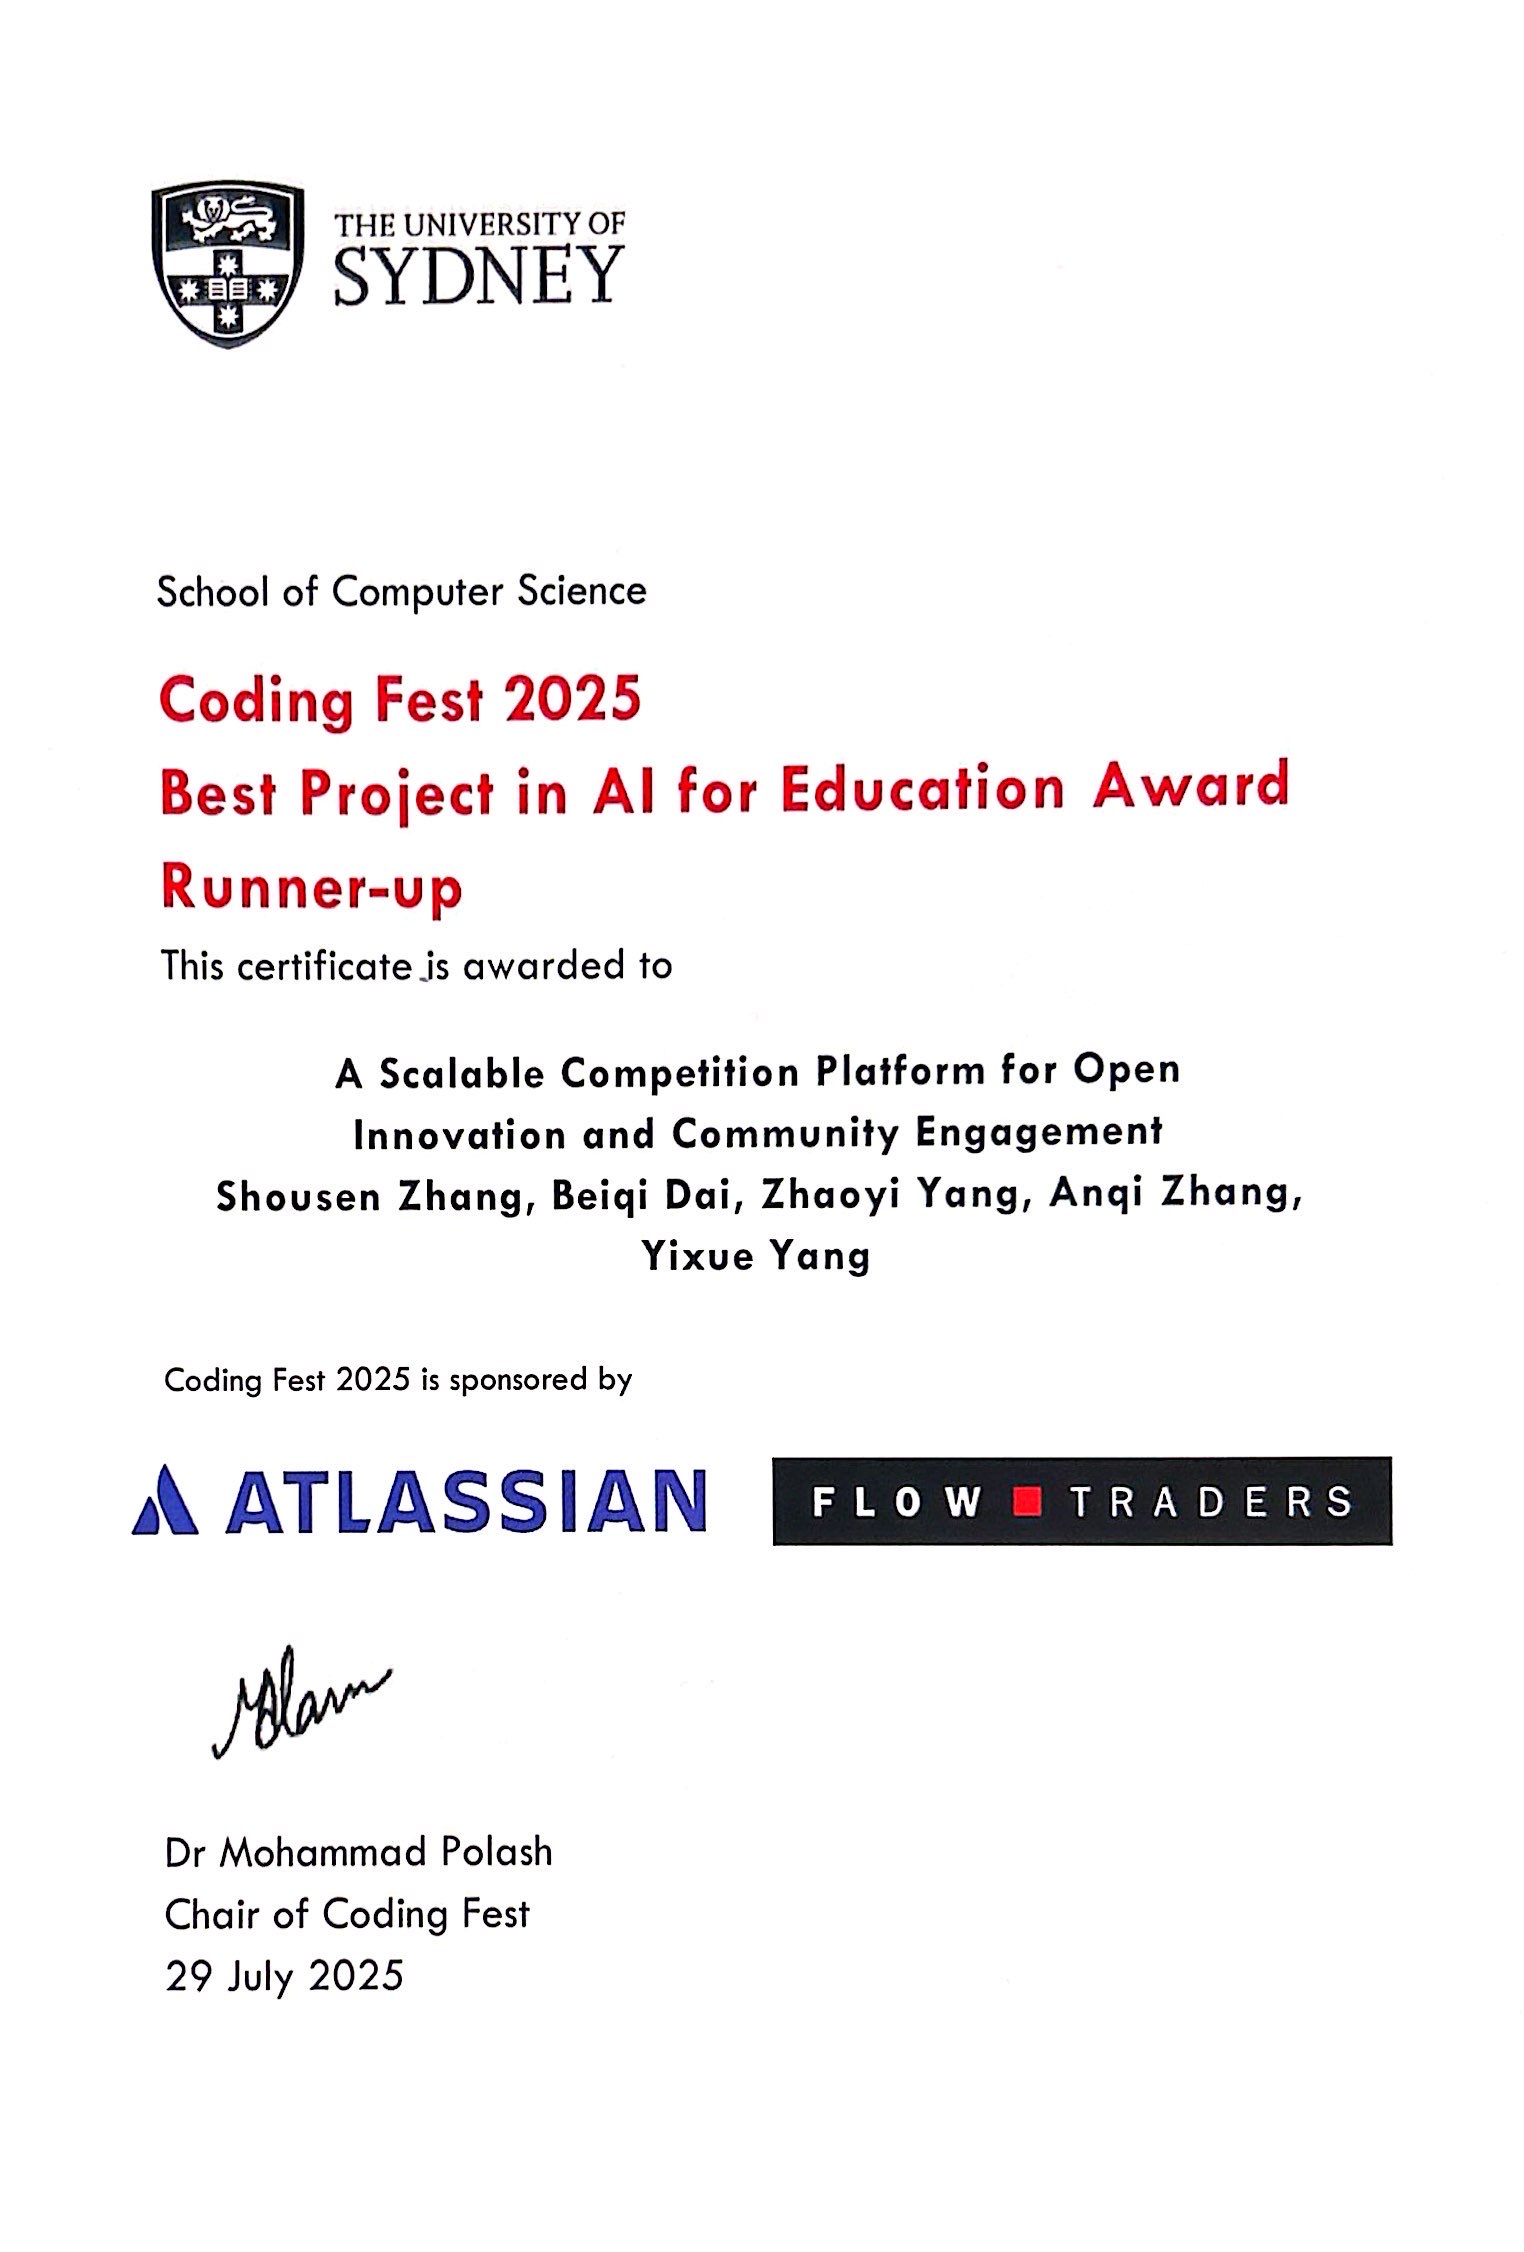 THE UNIVERSITY OF
SYDNEY
School of Computer Science
Coding Fest 2025
Best Project in AI for Education Award
Runner-up
This certificate is awarded to
A Scalable Competition Platform for Open
Innovation and Community Engagement
Shousen Zhang, Beiqi Dai, Zhaoyi Yang, Anqi Zhang,
Yixue Yang
Coding Fest 2025 is sponsored by
ATLASSIAN
FLOW TRADERS
Dr Mohammad Polash
Chair of Coding Fest
29 July 2025